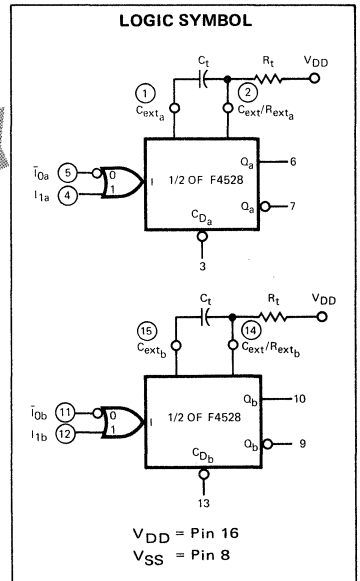 LOGIC SYMBOL
Ct Rt VDD
1 2
Cexta Cext/Rexta
Ī0a 5 0
I1a 4 1
I 1/2 OF F4528
Qa 6
Qa 7
CDa
3
Ct Rt VDD
15 14
Cextb Cext/Rextb
Ī0b 11 0
I1b 12 1
I 1/2 OF F4528
Qb 10
Qb 9
CDb
13
VDD = Pin 16
VSS = Pin 8